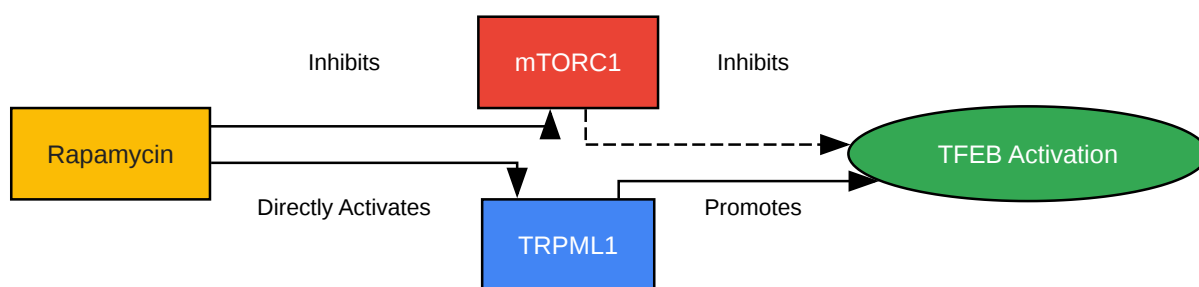 mTORC1
Inhibits
Inhibits
Rapamycin
TFEB Activation
Directly Activates
Promotes
TRPML1